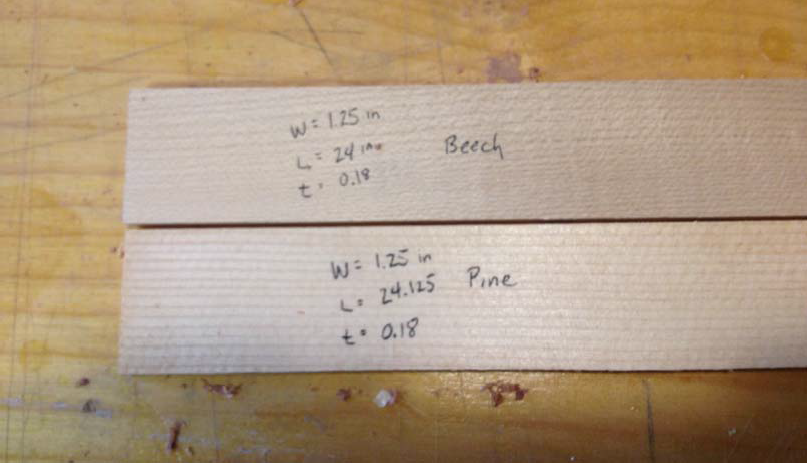 W = 1.25 in
L = 24 in.
t = 0.18
Beech
W = 1.25 in
L = 24.125
t = 0.18
Pine